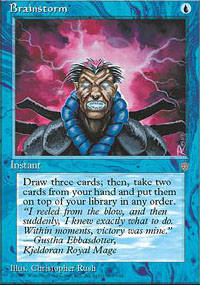 Brainstorm
Instant
Draw three cards; then, take two
cards from your hand and put them
on top of your library in any order.
"I reeled from the blow, and then
suddenly, I knew exactly what to do.
Within moments, victory was mine."
—Gustha Ebbasdotter,
Kjeldoran Royal Mage
Illus. Christopher Rush